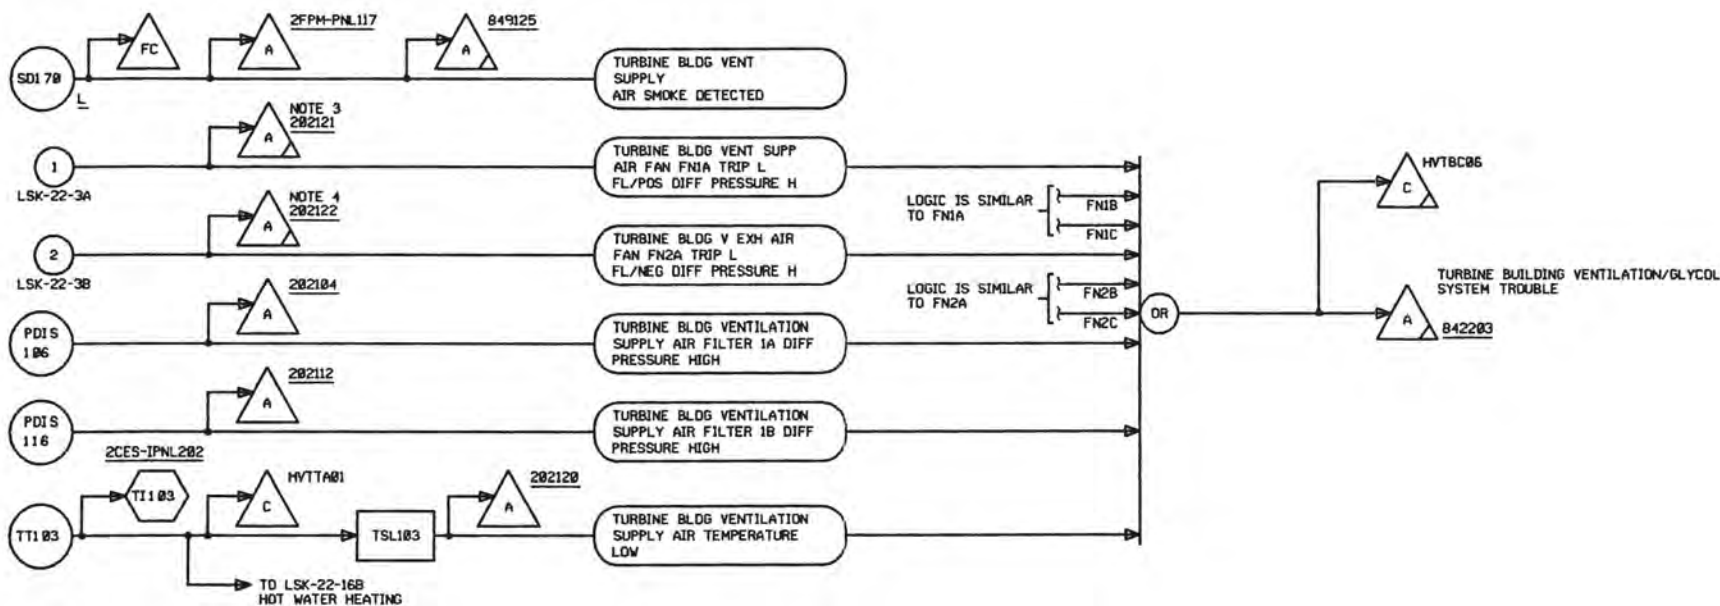 2FPM-PNL117
849125
FC
A
A
SD170
L
TURBINE BLDG VENT
SUPPLY
AIR SMOKE DETECTED
NOTE 3
202121
A
1
LSK-22-3A
TURBINE BLDG VENT SUPP
AIR FAN FN1A TRIP L
FL/POS DIFF PRESSURE H
NOTE 4
202122
A
2
LSK-22-3B
TURBINE BLDG V EXH AIR
FAN FN2A TRIP L
FL/NEG DIFF PRESSURE H
LOGIC IS SIMILAR
TO FN1A
FN1B
FN1C
HVTBC06
C
202104
A
PDIS
106
TURBINE BLDG VENTILATION
SUPPLY AIR FILTER 1A DIFF
PRESSURE HIGH
LOGIC IS SIMILAR
TO FN2A
FN2B
FN2C
OR
TURBINE BUILDING VENTILATION/GLYCOL
SYSTEM TROUBLE
A
842203
202112
A
PDIS
116
TURBINE BLDG VENTILATION
SUPPLY AIR FILTER 1B DIFF
PRESSURE HIGH
2CES-IPNL202
TI103
HVTTA01
C
202120
A
TT103
TSL103
TURBINE BLDG VENTILATION
SUPPLY AIR TEMPERATURE
LOW
TO LSK-22-16B
HOT WATER HEATING